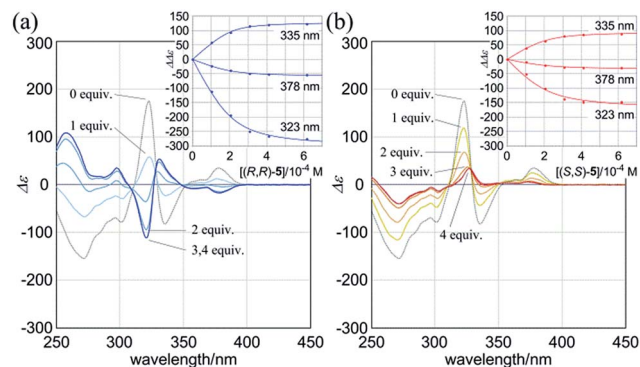 (a)
300
200
100
0
-100
-200
-300
Δε
250
300
350
400
450
wavelength/nm
0 equiv.
1 equiv.
2 equiv.
3,4 equiv.
150
100
50
0
-50
-100
-150
-200
-250
-300
ΔΔε
335 nm
378 nm
323 nm
0
2
4
6
[(R,R)-5]/10⁻⁴ M
(b)
300
200
100
0
-100
-200
-300
Δε
250
300
350
400
450
wavelength/nm
0 equiv.
1 equiv.
2 equiv.
3 equiv.
4 equiv.
150
100
50
0
-50
-100
-150
-200
-250
-300
ΔΔε
335 nm
378 nm
323 nm
0
2
4
6
[(S,S)-5]/10⁻⁴ M